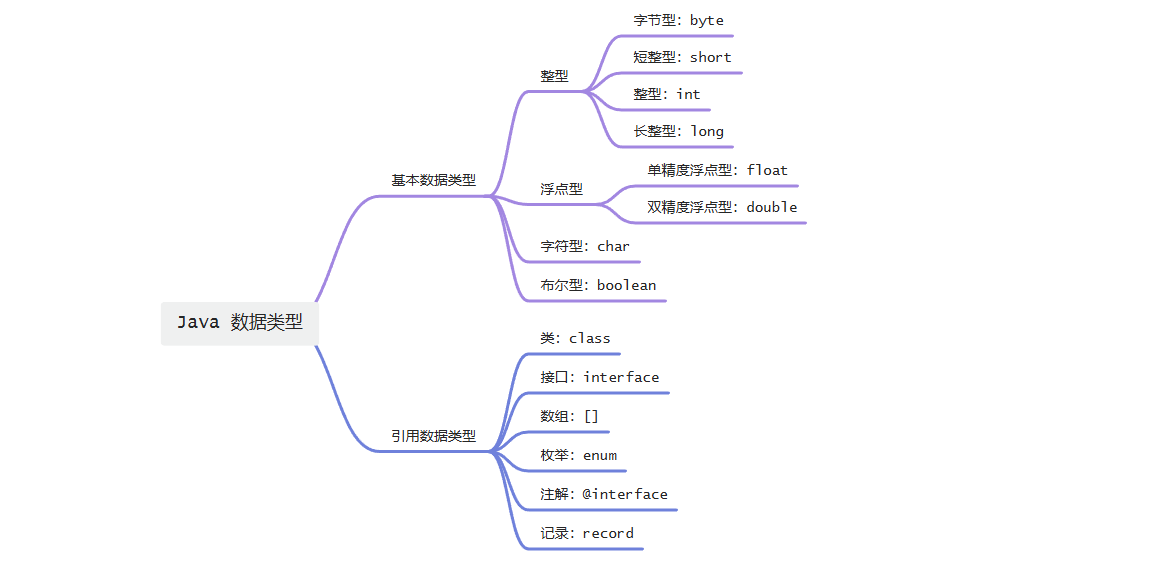 Java 数据类型
基本数据类型
整型
字节型：byte
短整型：short
整型：int
长整型：long
浮点型
单精度浮点型：float
双精度浮点型：double
字符型：char
布尔型：boolean
引用数据类型
类：class
接口：interface
数组：[]
枚举：enum
注解：@interface
记录：record